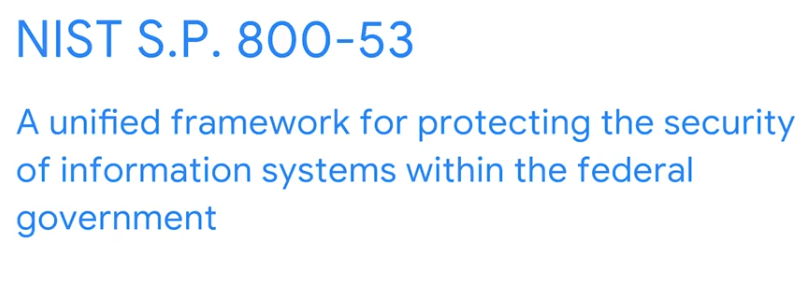 NIST S.P. 800-53
A unified framework for protecting the security
of information systems within the federal
government